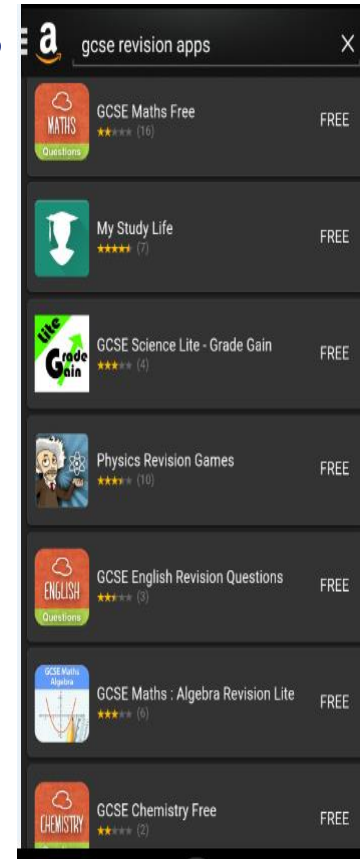 a gcse revision apps X
MATHS
Questions
GCSE Maths Free
(16)
FREE
My Study Life
(7)
FREE
Lite
Grade
Gain
GCSE Science Lite - Grade Gain
(4)
FREE
Physics Revision Games
(10)
FREE
ENGLISH
Questions
GCSE English Revision Questions
(3)
FREE
GCSE Maths
Algebra
GCSE Maths : Algebra Revision Lite
(6)
FREE
CHEMISTRY
GCSE Chemistry Free
(2)
FREE